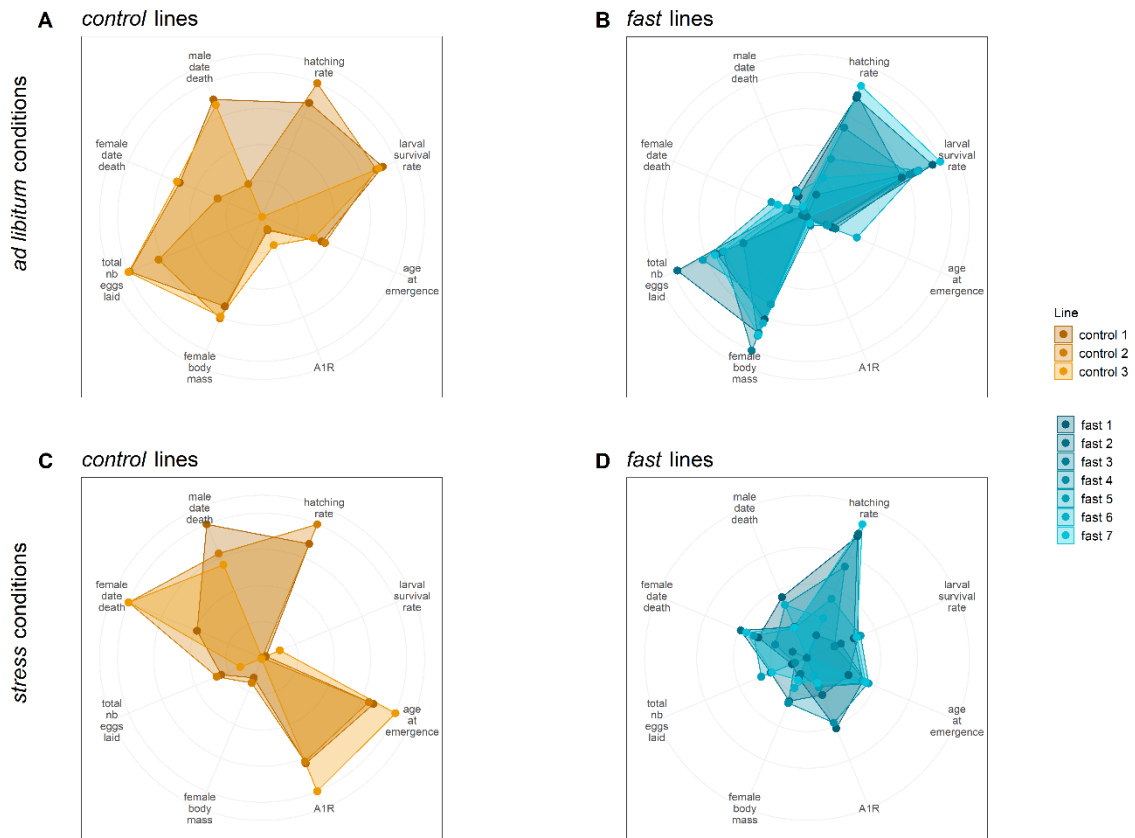 A control lines
male
date
death
hatching
rate
female
date
death
larval
survival
rate
total
nb
eggs
laid
age
at
emergence
female
body
mass
A1R
B fast lines
male
date
death
hatching
rate
female
date
death
larval
survival
rate
total
nb
eggs
laid
age
at
emergence
female
body
mass
A1R
ad libitum conditions
Line
control 1
control 2
control 3
fast 1
fast 2
fast 3
fast 4
fast 5
fast 6
fast 7
C control lines
male
date
death
hatching
rate
female
date
death
larval
survival
rate
total
nb
eggs
laid
age
at
emergence
female
body
mass
A1R
D fast lines
male
date
death
hatching
rate
female
date
death
larval
survival
rate
total
nb
eggs
laid
age
at
emergence
female
body
mass
A1R
stress conditions